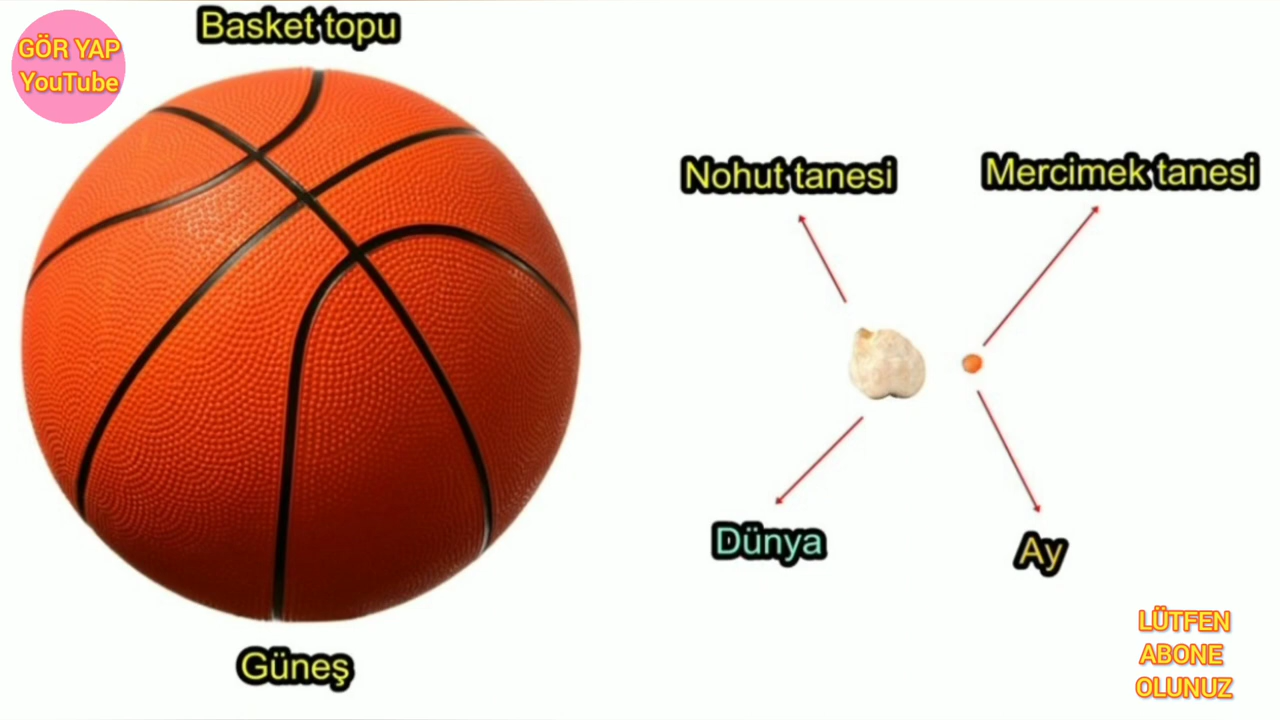 GÖR YAP
YouTube
Basket topu
Güneş
Nohut tanesi
Mercimek tanesi
Dünya
Ay
LÜTFEN
ABONE
OLUNUZ